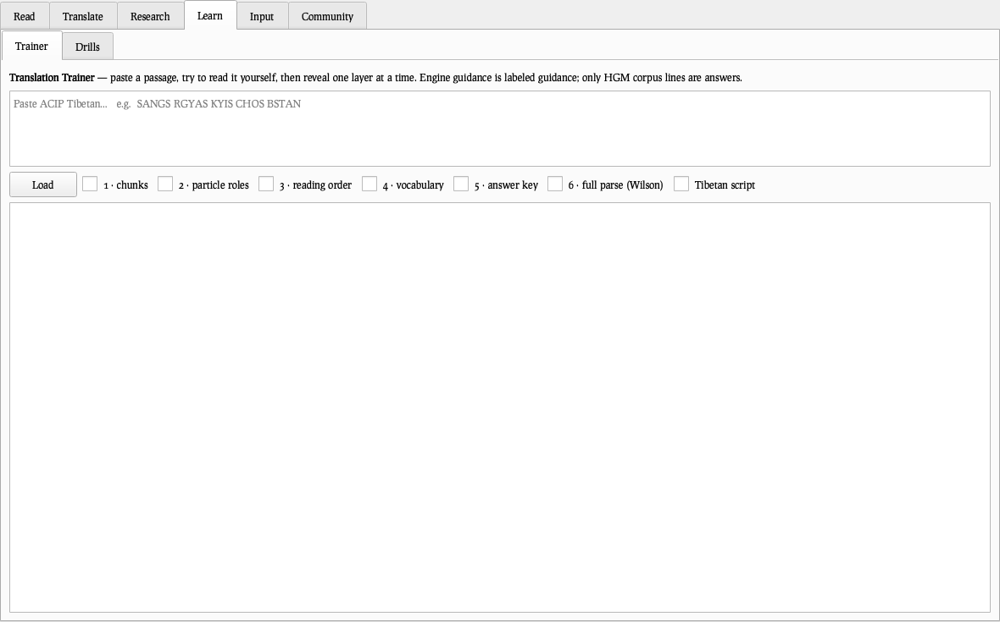 Read Translate Research Learn Input Community
Trainer Drills
Translation Trainer — paste a passage, try to read it yourself, then reveal one layer at a time. Engine guidance is labeled guidance; only HGM corpus lines are answers.
Paste ACIP Tibetan... e.g. SANGS RGYAS KYIS CHOS BSTAN
Load 1 · chunks 2 · particle roles 3 · reading order 4 · vocabulary 5 · answer key 6 · full parse (Wilson) Tibetan script